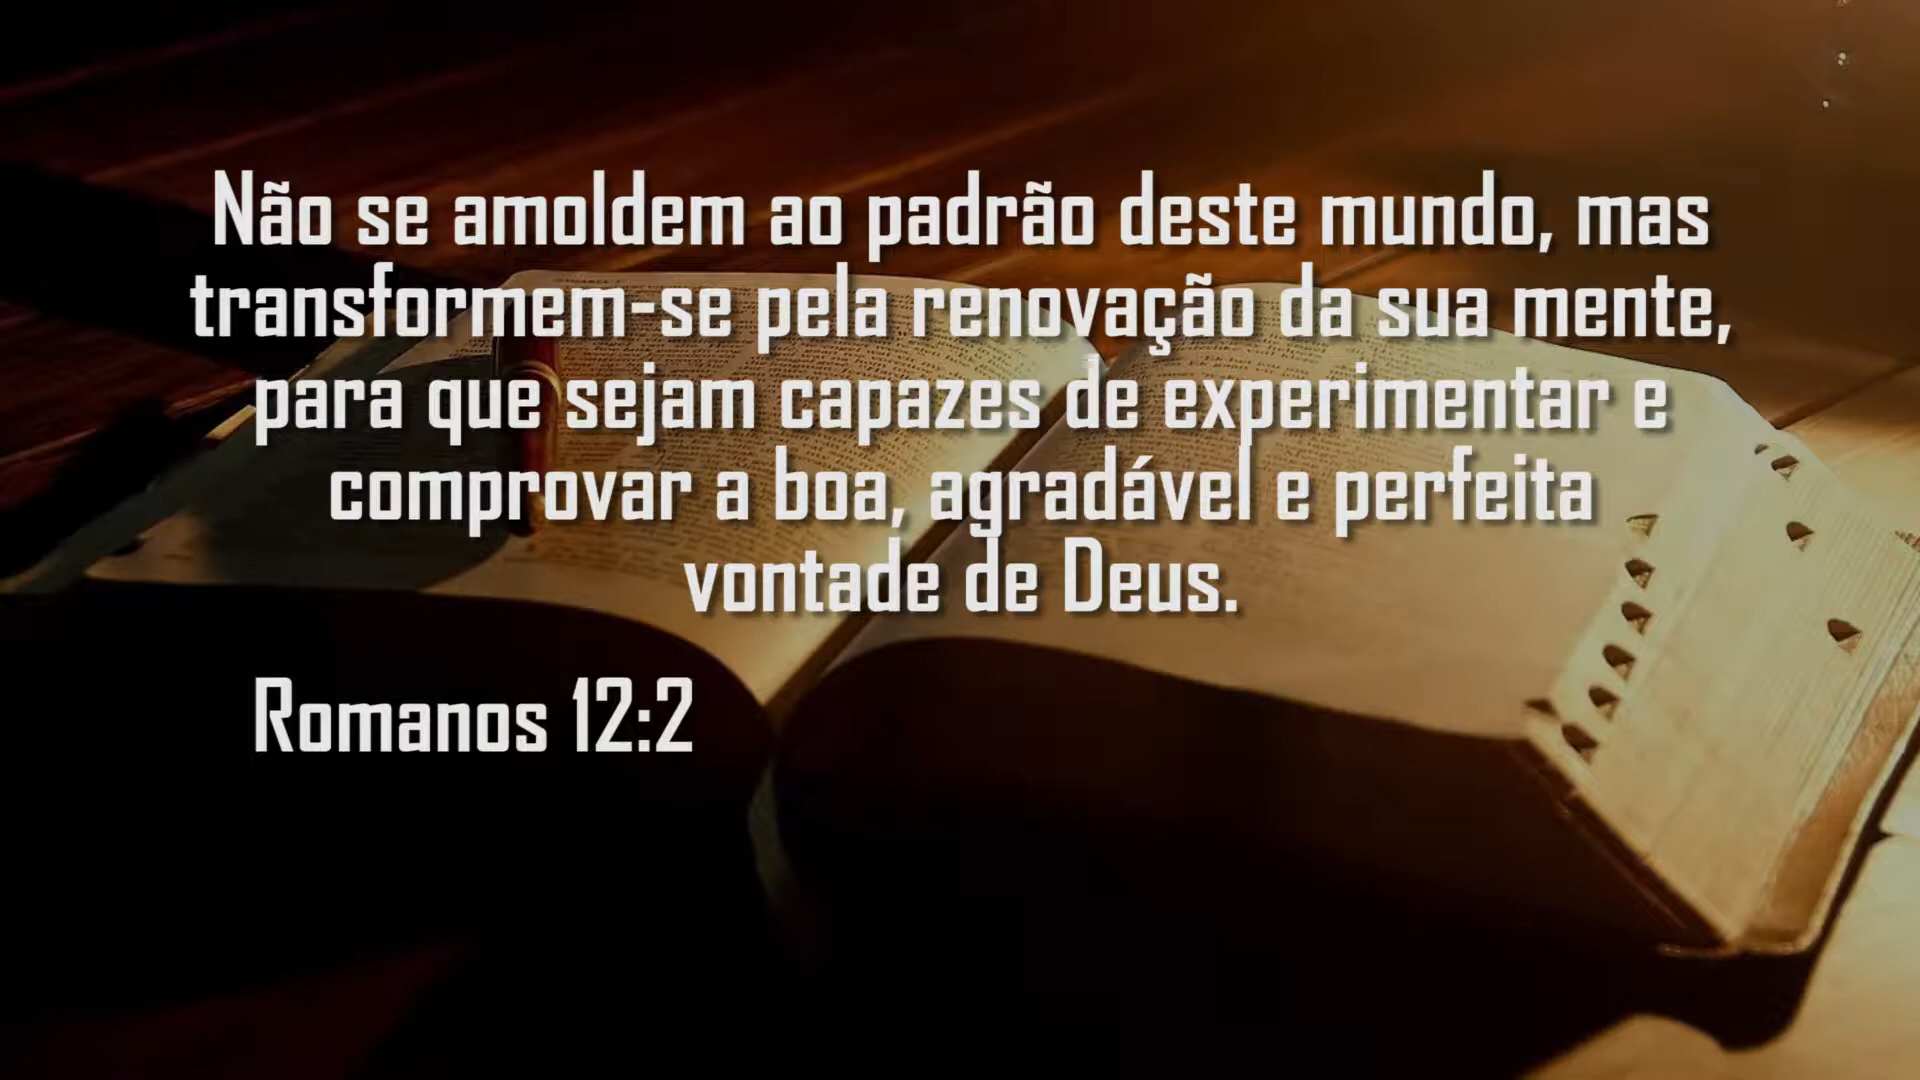 Não se amoldem ao padrão deste mundo, mas
transformem-se pela renovação da sua mente,
para que sejam capazes de experimentar e
comprovar a boa, agradável e perfeita
vontade de Deus.
Romanos 12:2